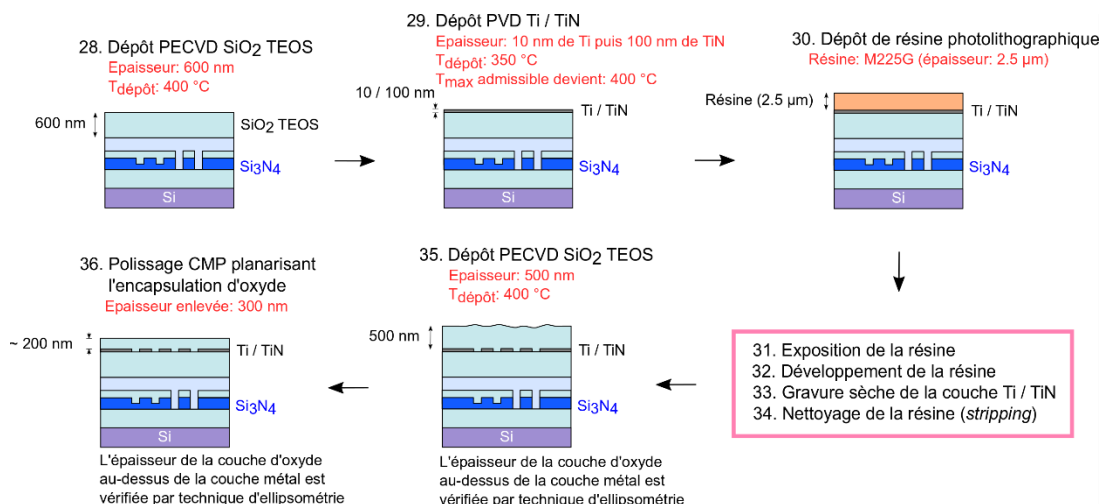 28. Dépôt PECVD SiO2 TEOS
Epaisseur: 600 nm
Tdépôt: 400 °C
600 nm
SiO2 TEOS
Si3N4
Si
29. Dépôt PVD Ti / TiN
Epaisseur: 10 nm de Ti puis 100 nm de TiN
Tdépôt: 350 °C
Tmax admissible devient: 400 °C
10 / 100 nm
Ti / TiN
Si3N4
Si
30. Dépôt de résine photolithographique
Résine: M225G (épaisseur: 2.5 µm)
Résine (2.5 µm)
Ti / TiN
Si3N4
Si
31. Exposition de la résine
32. Développement de la résine
33. Gravure sèche de la couche Ti / TiN
34. Nettoyage de la résine (stripping)
35. Dépôt PECVD SiO2 TEOS
Epaisseur: 500 nm
Tdépôt: 400 °C
500 nm
Ti / TiN
Si3N4
Si
L'épaisseur de la couche d'oxyde
au-dessus de la couche métal est
vérifiée par technique d'ellipsométrie
36. Polissage CMP planarisant
l'encapsulation d'oxyde
Epaisseur enlevée: 300 nm
~ 200 nm
Ti / TiN
Si3N4
Si
L'épaisseur de la couche d'oxyde
au-dessus de la couche métal est
vérifiée par technique d'ellipsométrie